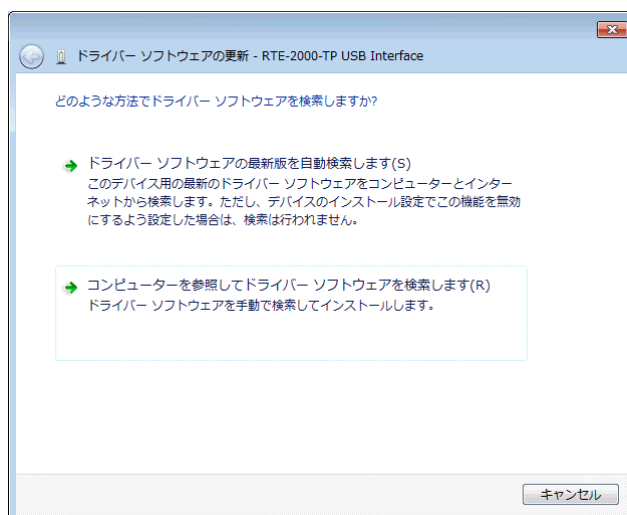 ドライバー ソフトウェアの更新 - RTE-2000-TP USB Interface
どのような方法でドライバー ソフトウェアを検索しますか?
ドライバー ソフトウェアの最新版を自動検索します(S)
このデバイス用の最新のドライバー ソフトウェアをコンピューターとインター
ネットから検索します。ただし、デバイスのインストール設定でこの機能を無効
にするよう設定した場合は、検索は行われません。
コンピューターを参照してドライバー ソフトウェアを検索します(R)
ドライバー ソフトウェアを手動で検索してインストールします。
キャンセル